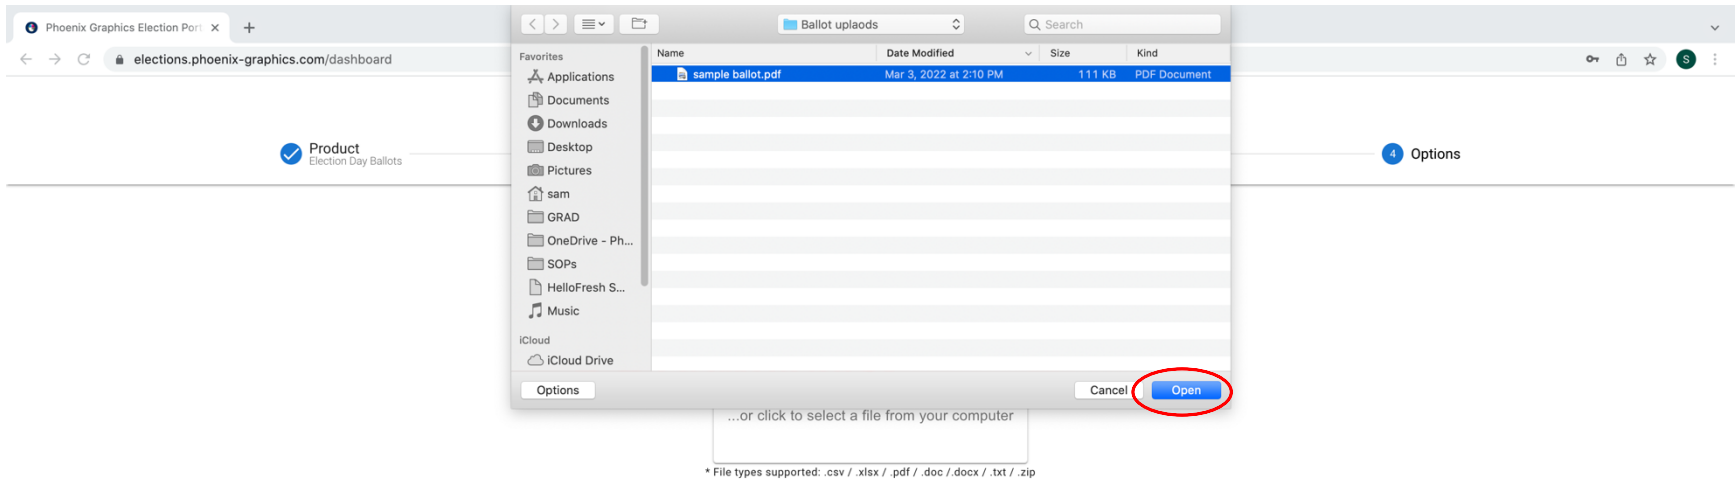 Phoenix Graphics Election Port
Ballot uplaods
Search
elections.phoenix-graphics.com/dashboard
S
Favorites
Applications
Documents
Downloads
Desktop
Pictures
sam
GRAD
OneDrive - Ph...
SOPs
HelloFresh S...
Music
iCloud
iCloud Drive
Name Date Modified Size Kind
sample ballot.pdf Mar 3, 2022 at 2:10 PM 111 KB PDF Document
Product
Election Day Ballots
4 Options
Options Cancel Open
...or click to select a file from your computer
* File types supported: .csv / .xlsx / .pdf / .doc /.docx / .txt / .zip